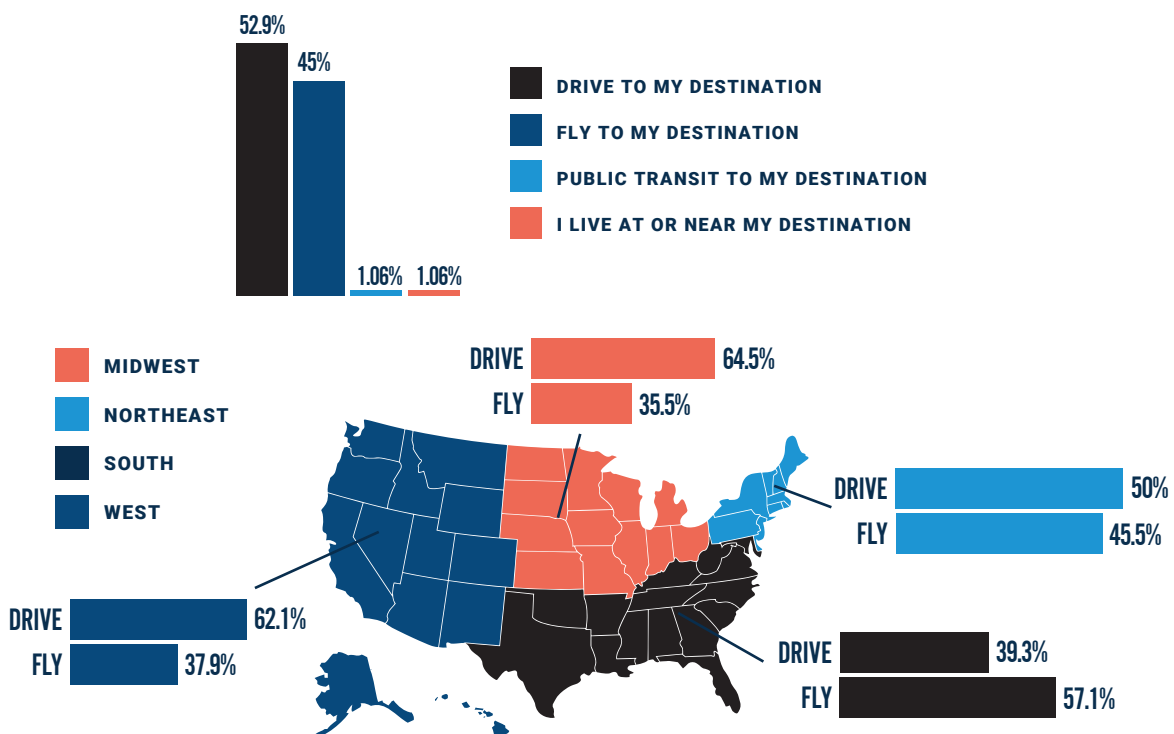 52.9%
45%
1.06%
1.06%
DRIVE TO MY DESTINATION
FLY TO MY DESTINATION
PUBLIC TRANSIT TO MY DESTINATION
I LIVE AT OR NEAR MY DESTINATION
MIDWEST
NORTHEAST
SOUTH
WEST
DRIVE 64.5%
FLY 35.5%
DRIVE 50%
FLY 45.5%
DRIVE 62.1%
FLY 37.9%
DRIVE 39.3%
FLY 57.1%